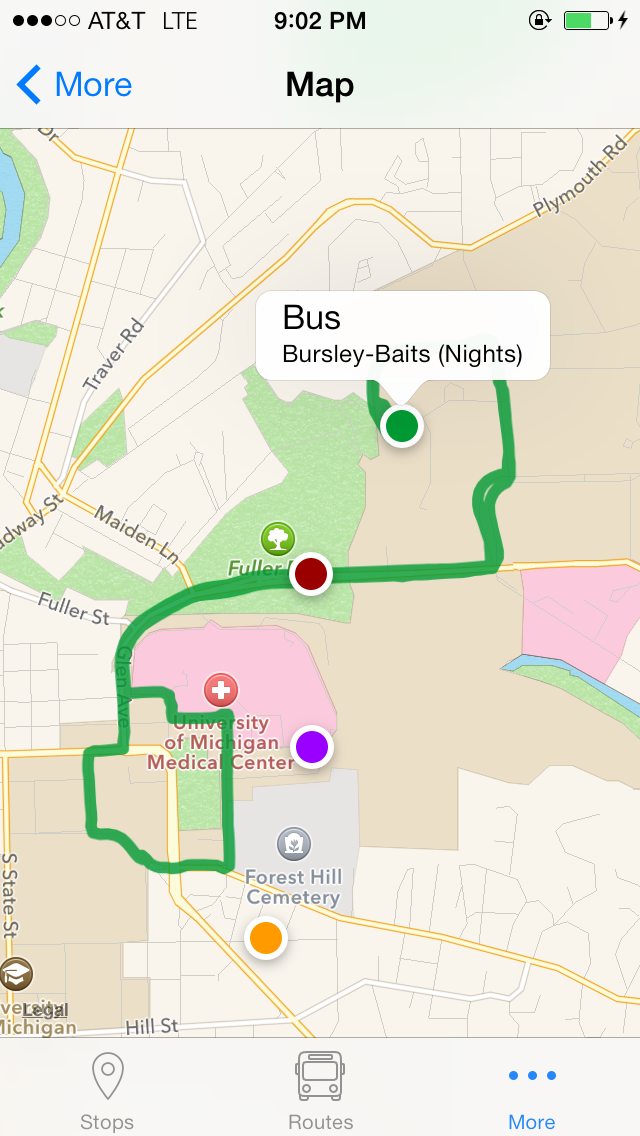 AT&T LTE 9:02 PM
More
Map
Dr
Plymouth Rd
Traver Rd
Bus
Bursley-Baits (Nights)
adway St
Maiden Ln
Fuller
Fuller St
Glen Ave
University
of Michigan
Medical Center
Forest Hill
Cemetery
S State St
versity
Legal
Michigan
Hill St
Stops
Routes
More